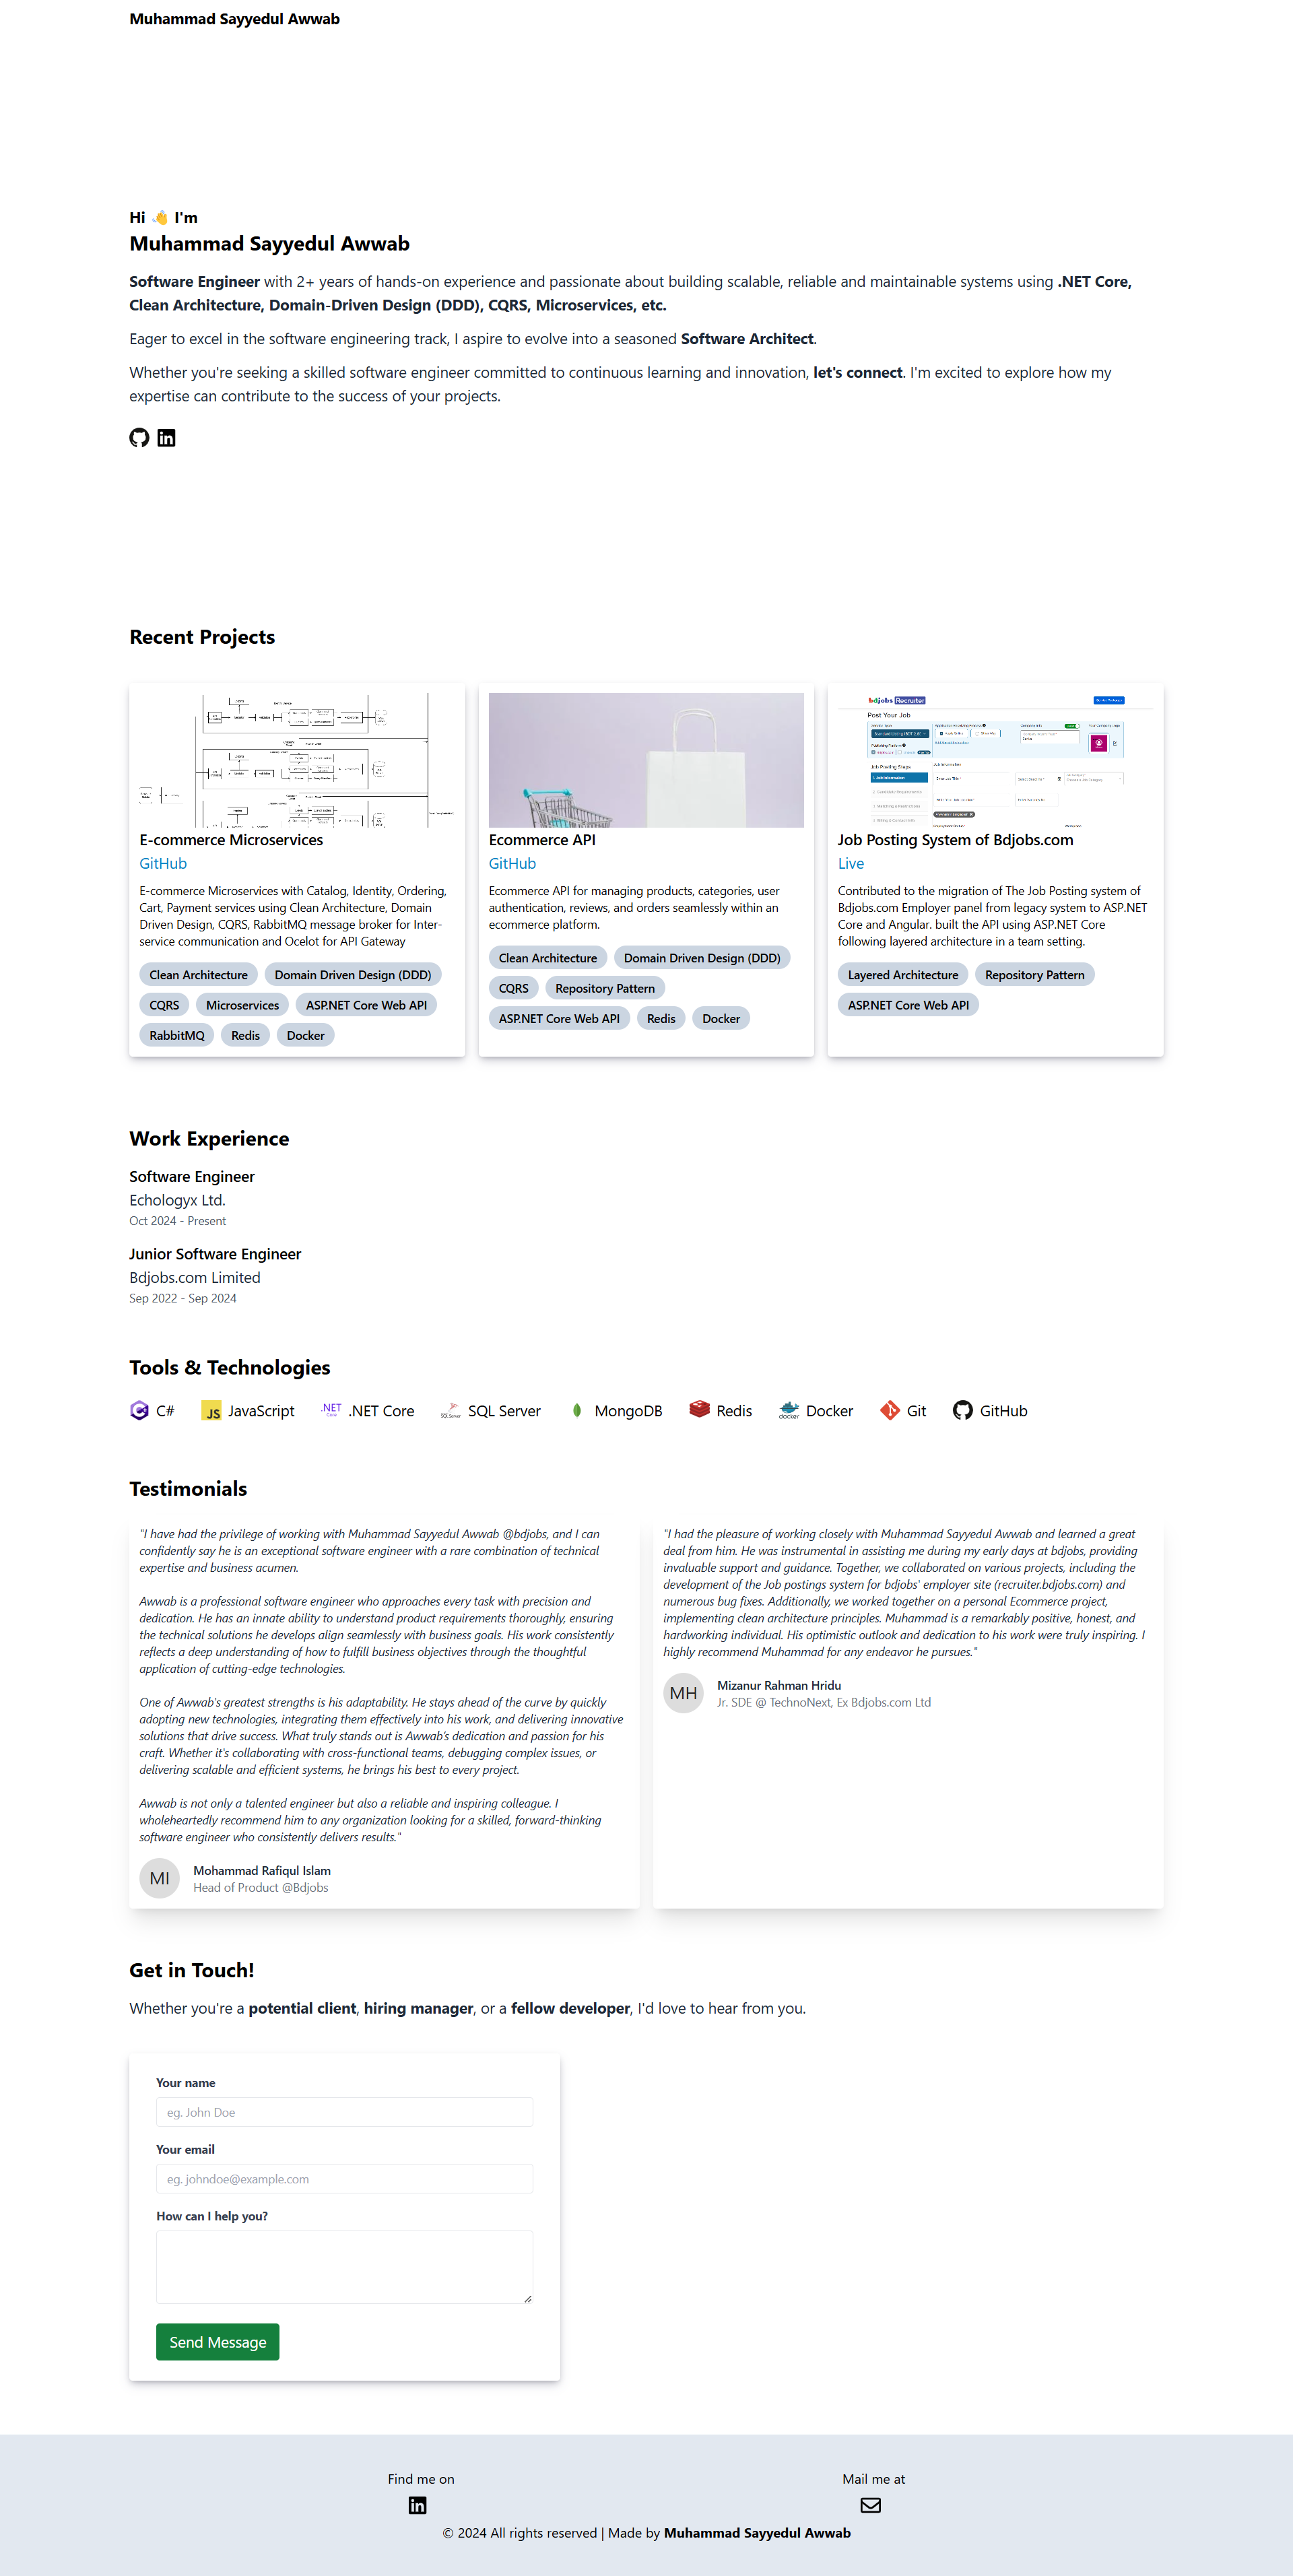 Muhammad Sayyedul Awwab
Hi 👋 I'm
Muhammad Sayyedul Awwab
Software Engineer with 2+ years of hands-on experience and passionate about building scalable, reliable and maintainable systems using .NET Core,
Clean Architecture, Domain-Driven Design (DDD), CQRS, Microservices, etc.
Eager to excel in the software engineering track, I aspire to evolve into a seasoned Software Architect.
Whether you're seeking a skilled software engineer committed to continuous learning and innovation, let's connect. I'm excited to explore how my
expertise can contribute to the success of your projects.
Recent Projects
E-commerce Microservices
GitHub
E-commerce Microservices with Catalog, Identity, Ordering,
Cart, Payment services using Clean Architecture, Domain
Driven Design, CQRS, RabbitMQ message broker for Inter-
service communication and Ocelot for API Gateway
Clean Architecture Domain Driven Design (DDD)
CQRS Microservices ASP.NET Core Web API
RabbitMQ Redis Docker
Ecommerce API
GitHub
Ecommerce API for managing products, categories, user
authentication, reviews, and orders seamlessly within an
ecommerce platform.
Clean Architecture Domain Driven Design (DDD)
CQRS Repository Pattern
ASP.NET Core Web API Redis Docker
bdjobs Recruiter
Post Your Job
Job Posting Steps
Job Information
Job Posting System of Bdjobs.com
Live
Contributed to the migration of The Job Posting system of
Bdjobs.com Employer panel from legacy system to ASP.NET
Core and Angular. built the API using ASP.NET Core
following layered architecture in a team setting.
Layered Architecture Repository Pattern
ASP.NET Core Web API
Work Experience
Software Engineer
Echologyx Ltd.
Oct 2024 - Present
Junior Software Engineer
Bdjobs.com Limited
Sep 2022 - Sep 2024
Tools & Technologies
C# JS JavaScript .NET Core .NET Core SQL Server SQL Server MongoDB Redis docker Docker Git GitHub
Testimonials
"I have had the privilege of working with Muhammad Sayyedul Awwab @bdjobs, and I can
confidently say he is an exceptional software engineer with a rare combination of technical
expertise and business acumen.
Awwab is a professional software engineer who approaches every task with precision and
dedication. He has an innate ability to understand product requirements thoroughly, ensuring
the technical solutions he develops align seamlessly with business goals. His work consistently
reflects a deep understanding of how to fulfill business objectives through the thoughtful
application of cutting-edge technologies.
One of Awwab's greatest strengths is his adaptability. He stays ahead of the curve by quickly
adopting new technologies, integrating them effectively into his work, and delivering innovative
solutions that drive success. What truly stands out is Awwab's dedication and passion for his
craft. Whether it's collaborating with cross-functional teams, debugging complex issues, or
delivering scalable and efficient systems, he brings his best to every project.
Awwab is not only a talented engineer but also a reliable and inspiring colleague. I
wholeheartedly recommend him to any organization looking for a skilled, forward-thinking
software engineer who consistently delivers results."
MI
Mohammad Rafiqul Islam
Head of Product @Bdjobs
"I had the pleasure of working closely with Muhammad Sayyedul Awwab and learned a great
deal from him. He was instrumental in assisting me during my early days at bdjobs, providing
invaluable support and guidance. Together, we collaborated on various projects, including the
development of the Job postings system for bdjobs' employer site (recruiter.bdjobs.com) and
numerous bug fixes. Additionally, we worked together on a personal Ecommerce project,
implementing clean architecture principles. Muhammad is a remarkably positive, honest, and
hardworking individual. His optimistic outlook and dedication to his work were truly inspiring. I
highly recommend Muhammad for any endeavor he pursues."
MH
Mizanur Rahman Hridu
Jr. SDE @ TechnoNext, Ex Bdjobs.com Ltd
Get in Touch!
Whether you're a potential client, hiring manager, or a fellow developer, I'd love to hear from you.
Your name
eg. John Doe
Your email
eg. johndoe@example.com
How can I help you?
Send Message
Find me on
Mail me at
© 2024 All rights reserved | Made by Muhammad Sayyedul Awwab